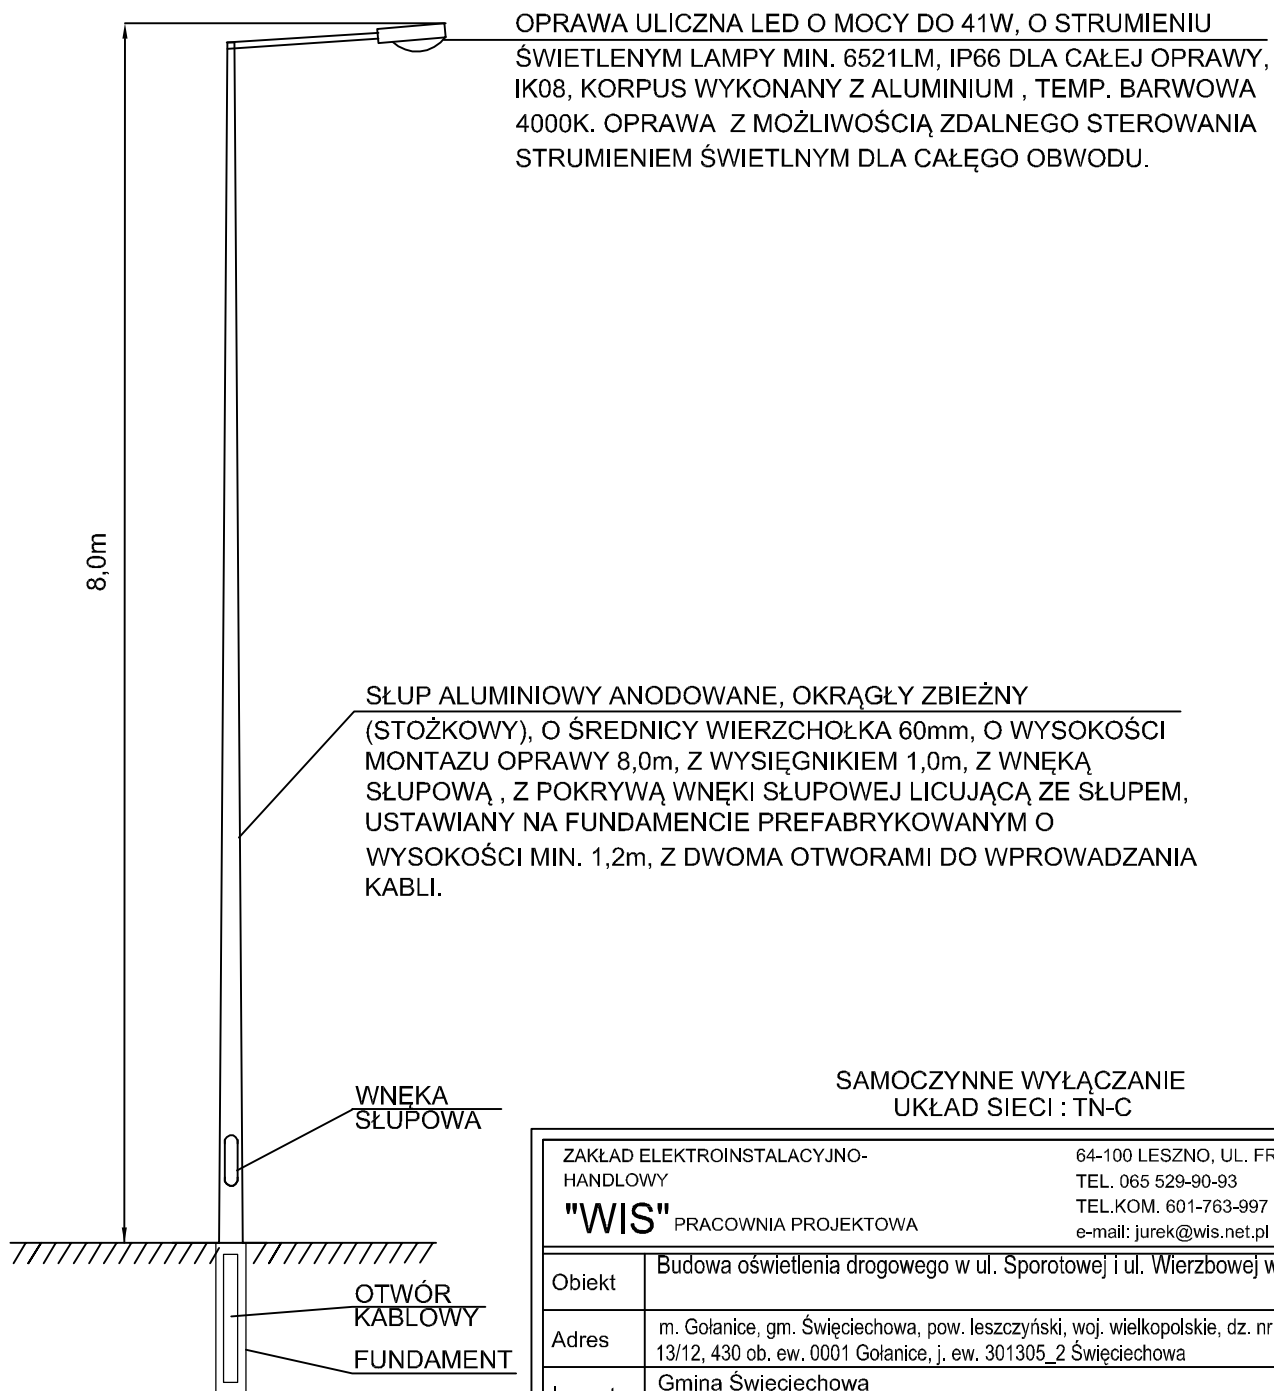 OPRAWA ULICZNA LED O MOCY DO 41W, O STRUMIENIU
ŚWIETLENYM LAMPY MIN. 6521LM, IP66 DLA CAŁEJ OPRAWY,
IK08, KORPUS WYKONANY Z ALUMINIUM , TEMP. BARWOWA
4000K. OPRAWA Z MOŻLIWOŚCIĄ ZDALNEGO STEROWANIA
STRUMIENIEM ŚWIETLNYM DLA CAŁĘGO OBWODU.
8,0m
SŁUP ALUMINIOWY ANODOWANE, OKRĄGŁY ZBIEŻNY
(STOŻKOWY), O ŚREDNICY WIERZCHOŁKA 60mm, O WYSOKOŚCI
MONTAZU OPRAWY 8,0m, Z WYSIĘGNIKIEM 1,0m, Z WNĘKĄ
SŁUPOWĄ , Z POKRYWĄ WNĘKI SŁUPOWEJ LICUJĄCĄ ZE SŁUPEM,
USTAWIANY NA FUNDAMENCIE PREFABRYKOWANYM O
WYSOKOŚCI MIN. 1,2m, Z DWOMA OTWORAMI DO WPROWADZANIA
KABLI.
WNĘKA
SŁUPOWA
SAMOCZYNNE WYŁĄCZANIE
UKŁAD SIECI : TN-C
ZAKŁAD ELEKTROINSTALACYJNO-
HANDLOWY
"WIS" PRACOWNIA PROJEKTOWA
64-100 LESZNO, UL. FR
TEL. 065 529-90-93
TEL.KOM. 601-763-997
e-mail: jurek@wis.net.pl
Obiekt
Budowa oświetlenia drogowego w ul. Sporotowej i ul. Wierzbowej w
Adres
m. Gołanice, gm. Święciechowa, pow. leszczyński, woj. wielkopolskie, dz. nr
13/12, 430 ob. ew. 0001 Gołanice, j. ew. 301305_2 Święciechowa
Gmina Święciechowa
OTWÓR
KABLOWY
FUNDAMENT